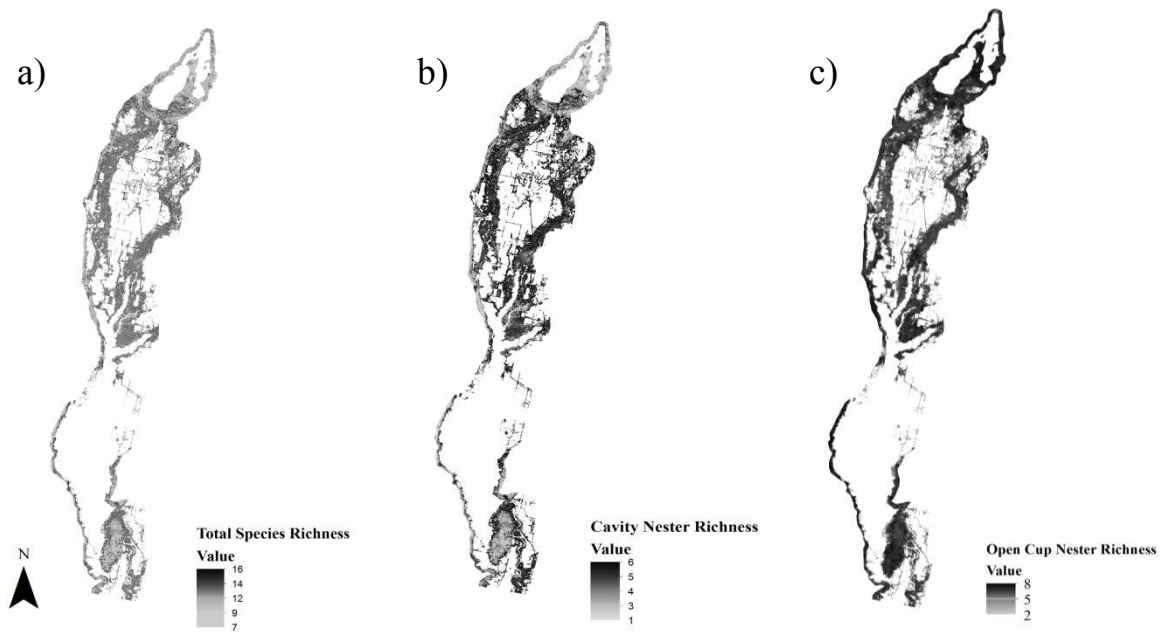 a)
b)
c)
N
Total Species Richness
Value
16
14
12
9
7
Cavity Nester Richness
Value
6
5
4
3
2
1
Open Cup Nester Richness
Value
8
5
2